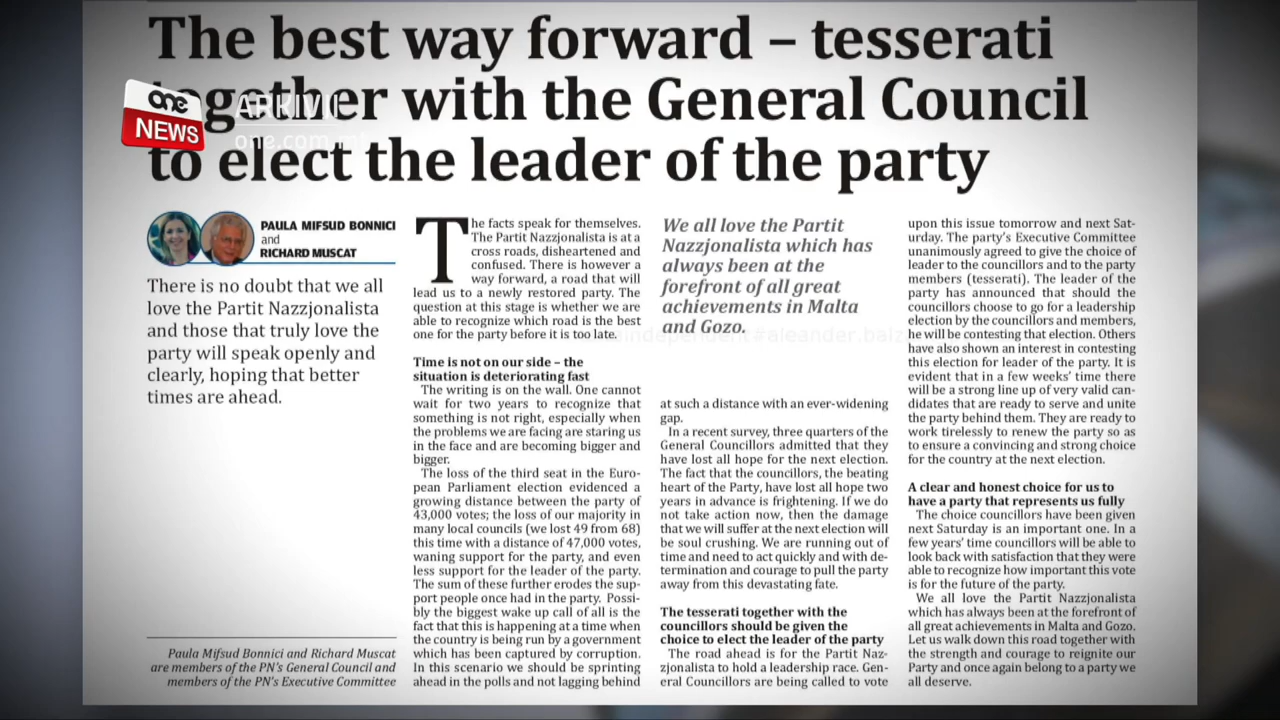 The best way forward – tesserati
together with the General Council
to elect the leader of the party
one
NEWS
ARKIVJ
one.com.mt
PAULA MIFSUD BONNICI
and
RICHARD MUSCAT
There is no doubt that we all
love the Partit Nazzjonalista
and those that truly love the
party will speak openly and
clearly, hoping that better
times are ahead.
Paula Mifsud Bonnici and Richard Muscat
are members of the PN's General Council and
members of the PN's Executive Committee
The facts speak for themselves.
The Partit Nazzjonalista is at a
cross roads, disheartened and
confused. There is however a
way forward, a road that will
lead us to a newly restored party. The
question at this stage is whether we are
able to recognize which road is the best
one for the party before it is too late.
Time is not on our side – the
situation is deteriorating fast
The writing is on the wall. One cannot
wait for two years to recognize that
something is not right, especially when
the problems we are facing are staring us
in the face and are becoming bigger and
bigger.
The loss of the third seat in the Euro-
pean Parliament election evidenced a
growing distance between the party of
43,000 votes; the loss of our majority in
many local councils (we lost 49 from 68)
this time with a distance of 47,000 votes,
waning support for the party, and even
less support for the leader of the party.
The sum of these further erodes the sup-
port people once had in the party. Possi-
bly the biggest wake up call of all is the
fact that this is happening at a time when
the country is being run by a government
which has been captured by corruption.
In this scenario we should be sprinting
ahead in the polls and not lagging behind
We all love the Partit
Nazzjonalista which has
always been at the
forefront of all great
achievements in Malta
and Gozo.
at such a distance with an ever-widening
gap.
In a recent survey, three quarters of the
General Councillors admitted that they
have lost all hope for the next election.
The fact that the councillors, the beating
heart of the Party, have lost all hope two
years in advance is frightening. If we do
not take action now, then the damage
that we will suffer at the next election will
be soul crushing. We are running out of
time and need to act quickly and with de-
termination and courage to pull the party
away from this devastating fate.
The tesserati together with the
councillors should be given the
choice to elect the leader of the party
The road ahead is for the Partit Naz-
zjonalista to hold a leadership race. Gen-
eral Councillors are being called to vote
upon this issue tomorrow and next Sat-
urday. The party's Executive Committee
unanimously agreed to give the choice of
leader to the councillors and to the party
members (tesserati). The leader of the
party has announced that should the
councillors choose to go for a leadership
election by the councillors and members,
he will be contesting that election. Others
have also shown an interest in contesting
this election for leader of the party. It is
evident that in a few weeks' time there
will be a strong line up of very valid can-
didates that are ready to serve and unite
the party behind them. They are ready to
work tirelessly to renew the party so as
to ensure a convincing and strong choice
for the country at the next election.
A clear and honest choice for us to
have a party that represents us fully
The choice councillors have been given
next Saturday is an important one. In a
few years' time councillors will be able to
look back with satisfaction that they were
able to recognize how important this vote
is for the future of the party.
We all love the Partit Nazzjonalista
which has always been at the forefront of
all great achievements in Malta and Gozo.
Let us walk down this road together with
the strength and courage to reignite our
Party and once again belong to a party we
all deserve.